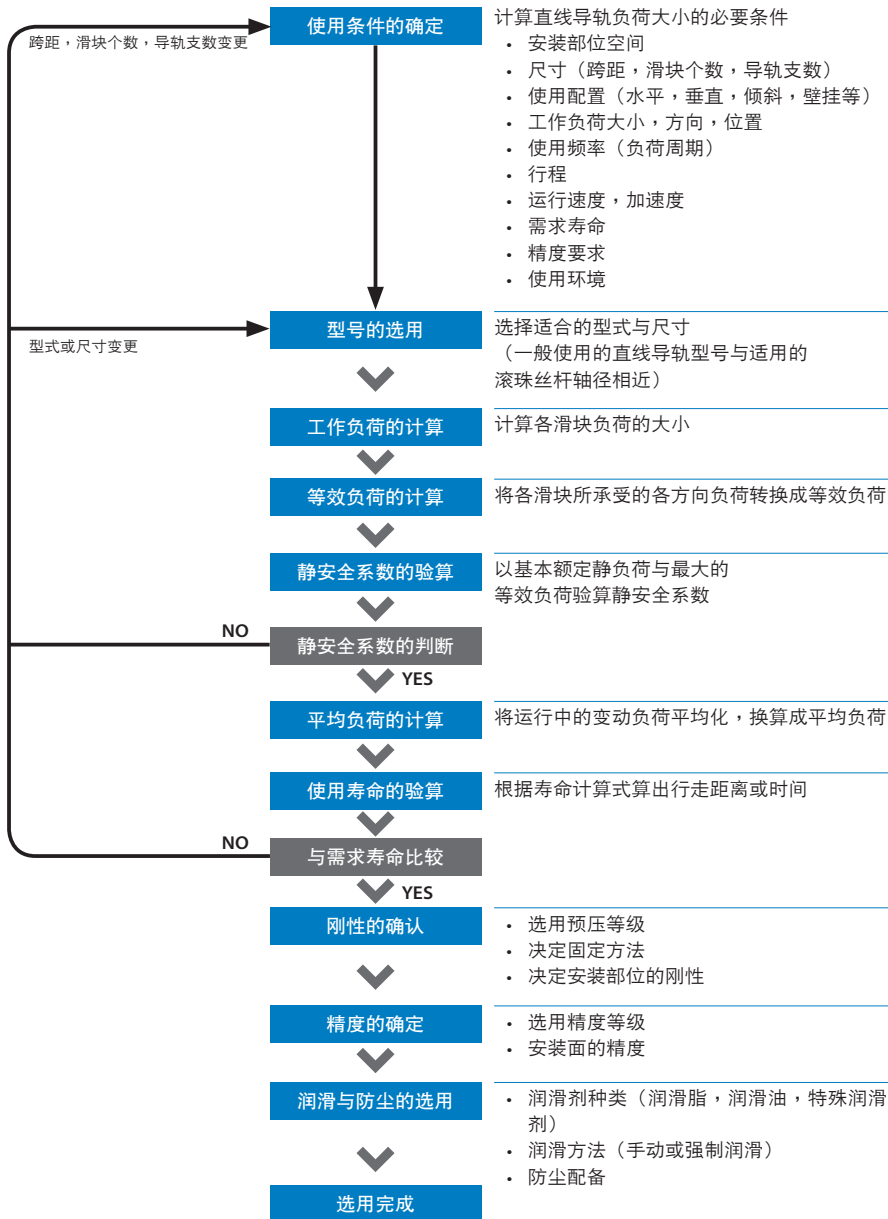 使用条件的确定
计算直线导轨负荷大小的必要条件
跨距，滑块个数，导轨支数变更
• 安装部位空间
• 尺寸（跨距，滑块个数，导轨支数）
• 使用配置（水平，垂直，倾斜，壁挂等）
• 工作负荷大小，方向，位置
• 使用频率（负荷周期）
• 行程
• 运行速度，加速度
• 需求寿命
• 精度要求
• 使用环境
型号的选用
选择适合的型式与尺寸
型式或尺寸变更
（一般使用的直线导轨型号与适用的
滚珠丝杆轴径相近）
工作负荷的计算
计算各滑块负荷的大小
等效负荷的计算
将各滑块所承受的各方向负荷转换成等效负荷
静安全系数的验算
以基本额定静负荷与最大的
等效负荷验算静安全系数
NO
静安全系数的判断
YES
平均负荷的计算
将运行中的变动负荷平均化，换算成平均负荷
使用寿命的验算
根据寿命计算式算出行走距离或时间
NO
与需求寿命比较
YES
刚性的确认
• 选用预压等级
• 决定固定方法
• 决定安装部位的刚性
精度的确定
• 选用精度等级
• 安装面的精度
润滑与防尘的选用
• 润滑剂种类（润滑脂，润滑油，特殊润滑
剂）
• 润滑方法（手动或强制润滑）
• 防尘配备
选用完成